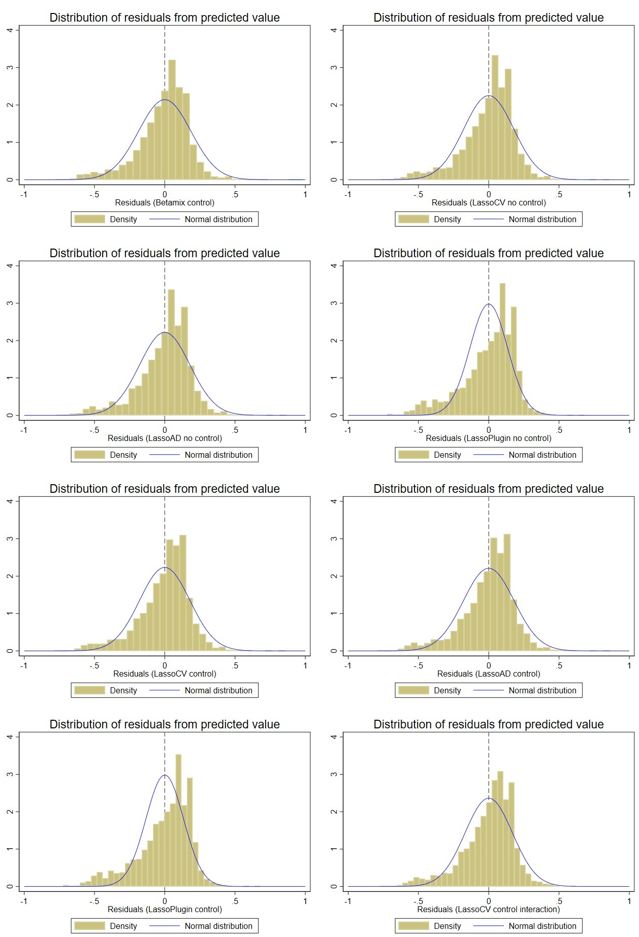 Distribution of residuals from predicted value
4
3
2
1
0
-1 -.5 0 .5 1
Residuals (Betamix control)
Density Normal distribution
Distribution of residuals from predicted value
4
3
2
1
0
-1 -.5 0 .5 1
Residuals (LassoCV no control)
Density Normal distribution
Distribution of residuals from predicted value
4
3
2
1
0
-1 -.5 0 .5 1
Residuals (LassoAD no control)
Density Normal distribution
Distribution of residuals from predicted value
4
3
2
1
0
-1 -.5 0 .5 1
Residuals (LassoPlugin no control)
Density Normal distribution
Distribution of residuals from predicted value
4
3
2
1
0
-1 -.5 0 .5 1
Residuals (LassoCV control)
Density Normal distribution
Distribution of residuals from predicted value
4
3
2
1
0
-1 -.5 0 .5 1
Residuals (LassoAD control)
Density Normal distribution
Distribution of residuals from predicted value
4
3
2
1
0
-1 -.5 0 .5 1
Residuals (LassoPlugin control)
Density Normal distribution
Distribution of residuals from predicted value
4
3
2
1
0
-1 -.5 0 .5 1
Residuals (LassoCV control interaction)
Density Normal distribution